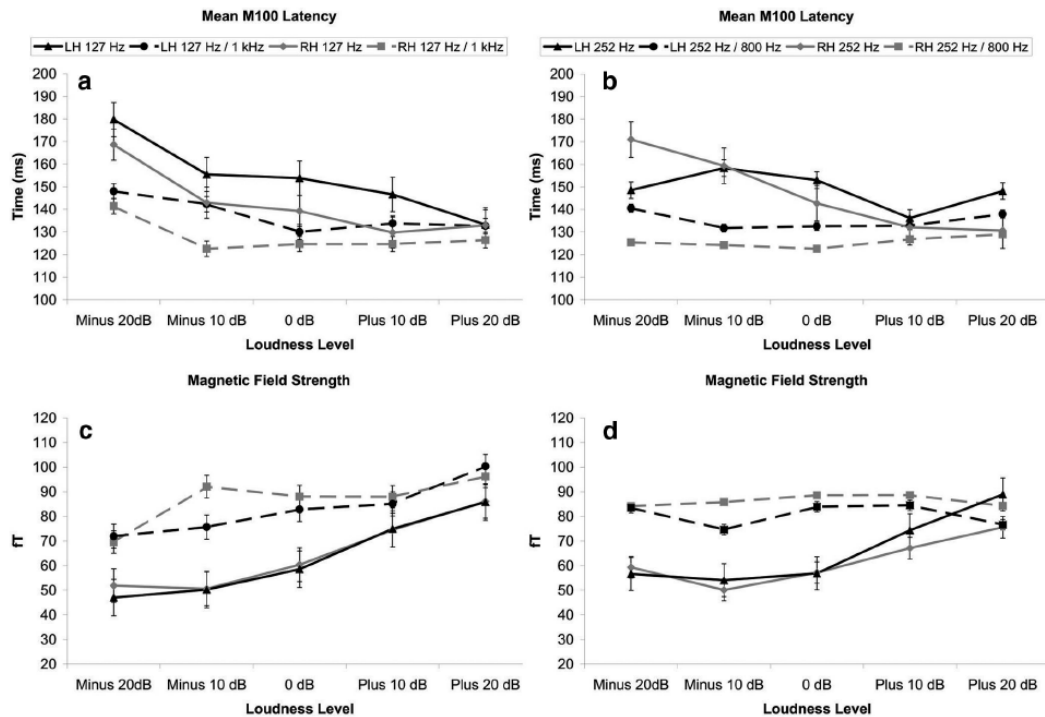 Mean M100 Latency
LH 127 Hz LH 127 Hz / 1 kHz RH 127 Hz RH 127 Hz / 1 kHz
a
200
190
180
170
160
150
140
130
120
110
100
Time (ms)
Minus 20dB Minus 10 dB 0 dB Plus 10 dB Plus 20 dB
Loudness Level
Mean M100 Latency
LH 252 Hz LH 252 Hz / 800 Hz RH 252 Hz RH 252 Hz / 800 Hz
b
200
190
180
170
160
150
140
130
120
110
100
Time (ms)
Minus 20dB Minus 10 dB 0 dB Plus 10 dB Plus 20 dB
Loudness Level
Magnetic Field Strength
c
120
110
100
90
80
70
60
50
40
30
20
fT
Minus 20dB Minus 10 dB 0 dB Plus 10 dB Plus 20 dB
Loudness Level
Magnetic Field Strength
d
120
110
100
90
80
70
60
50
40
30
20
fT
Minus 20dB Minus 10 dB 0 dB Plus 10 dB Plus 20 dB
Loudness Level